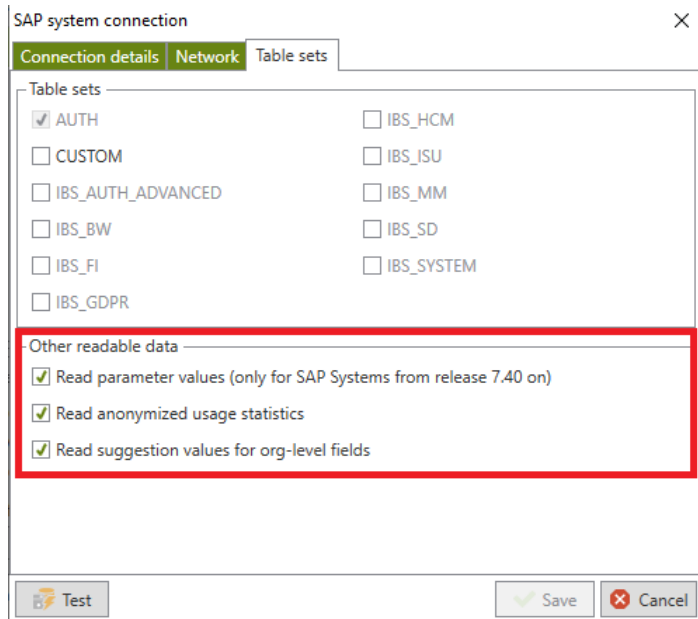 SAP system connection
Connection details Network Table sets
Table sets
AUTH IBS_HCM
CUSTOM IBS_ISU
IBS_AUTH_ADVANCED IBS_MM
IBS_BW IBS_SD
IBS_FI IBS_SYSTEM
IBS_GDPR
Other readable data
Read parameter values (only for SAP Systems from release 7.40 on)
Read anonymized usage statistics
Read suggestion values for org-level fields
Test Save Cancel